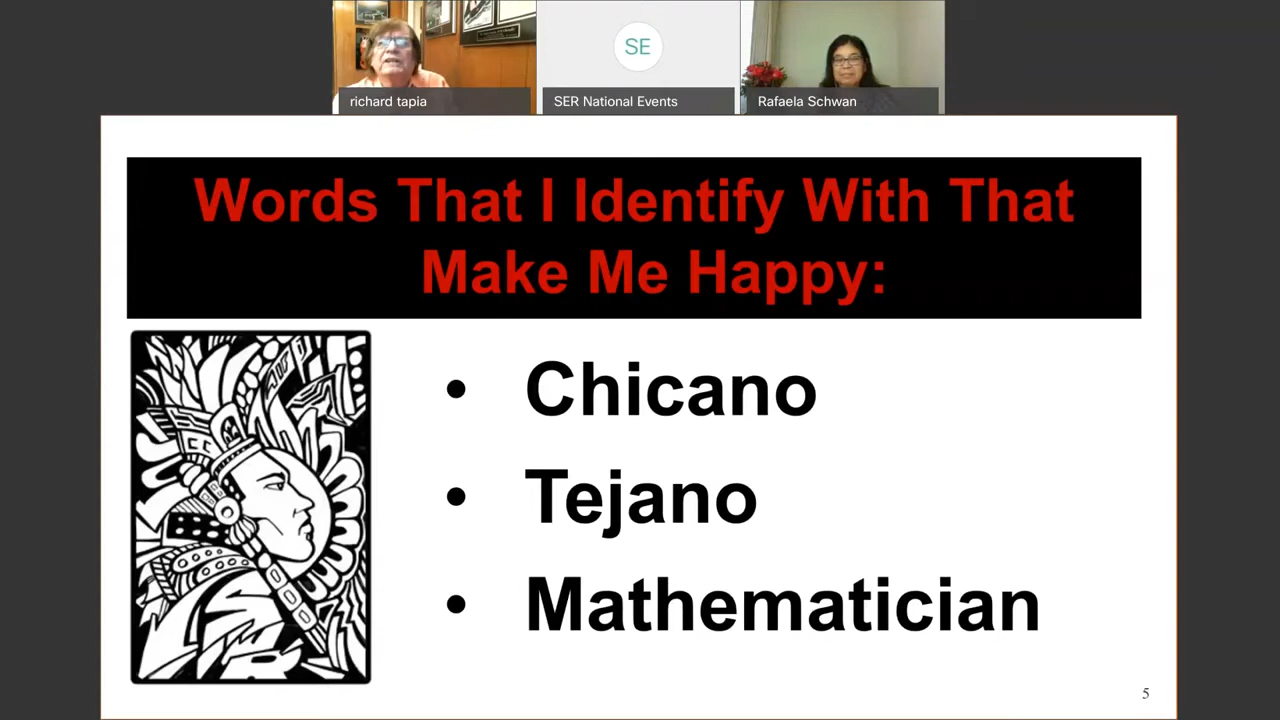 SE
richard tapia
SER National Events
Rafaela Schwan
Words That I Identify With That
Make Me Happy:
• Chicano
• Tejano
• Mathematician
5